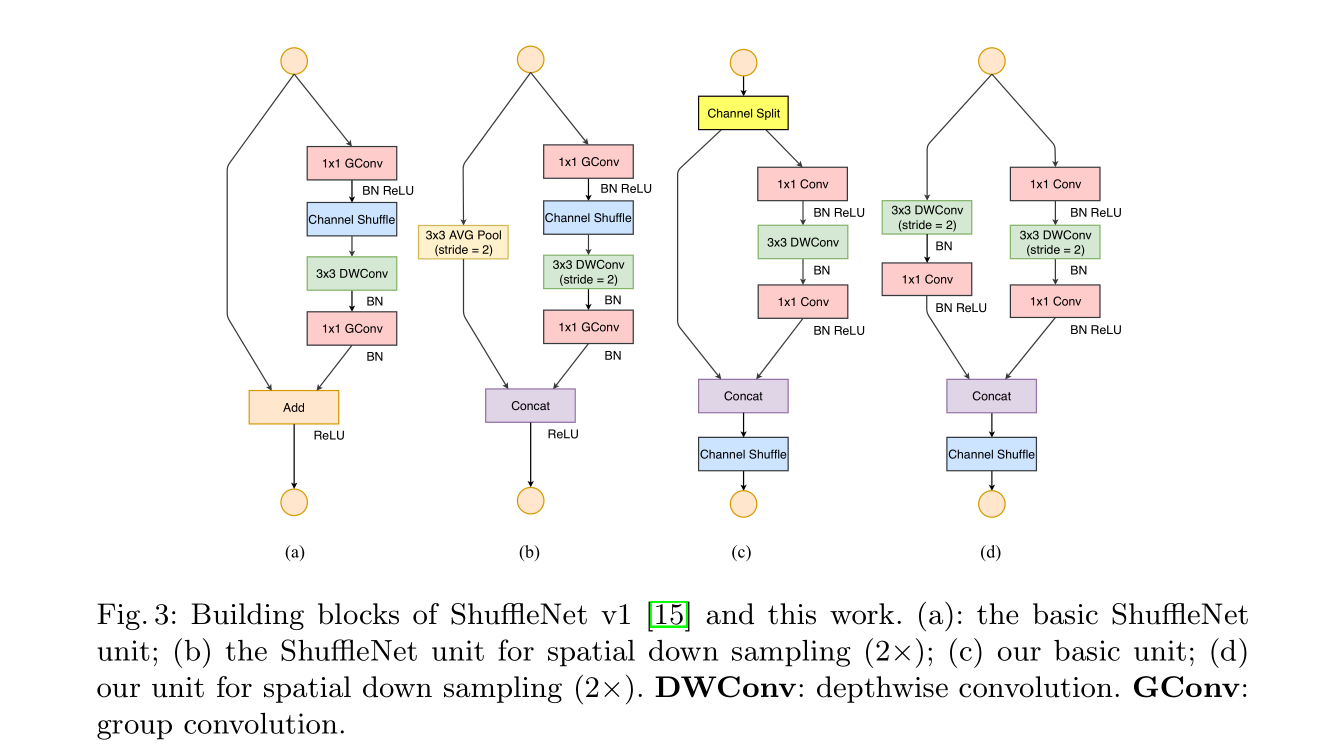 1x1 GConv
BN ReLU
Channel Shuffle
3x3 DWConv
BN
1x1 GConv
BN
Add
ReLU
(a)
1x1 GConv
BN ReLU
Channel Shuffle
3x3 AVG Pool
(stride = 2)
3x3 DWConv
(stride = 2)
BN
1x1 GConv
BN
Concat
ReLU
(b)
Channel Split
1x1 Conv
BN ReLU
3x3 DWConv
BN
1x1 Conv
BN ReLU
Concat
Channel Shuffle
(c)
3x3 DWConv
(stride = 2)
BN
1x1 Conv
BN ReLU
1x1 Conv
BN ReLU
3x3 DWConv
(stride = 2)
BN
1x1 Conv
BN ReLU
Concat
Channel Shuffle
(d)
Fig. 3: Building blocks of ShuffleNet v1 [15] and this work. (a): the basic ShuffleNet
unit; (b) the ShuffleNet unit for spatial down sampling (2×); (c) our basic unit; (d)
our unit for spatial down sampling (2×). DWConv: depthwise convolution. GConv:
group convolution.